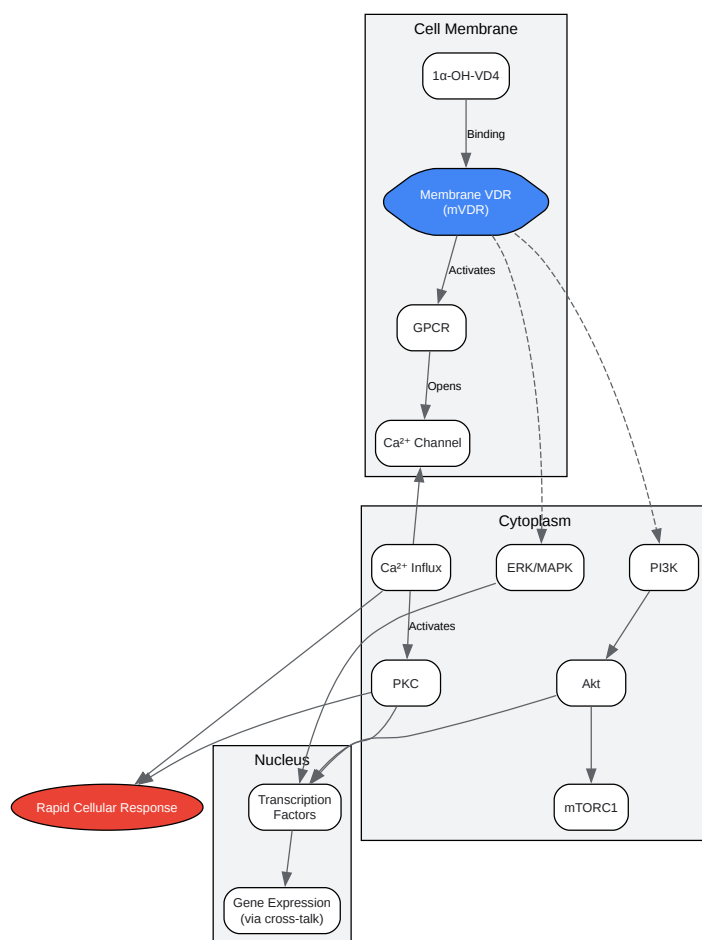 Cell Membrane
1α-OH-VD4
Binding
Membrane VDR
(mVDR)
Activates
GPCR
Opens
Ca²⁺ Channel
Cytoplasm
Ca²⁺ Influx
ERK/MAPK
PI3K
Activates
PKC
Akt
Nucleus
Rapid Cellular Response
Transcription
Factors
mTORC1
Gene Expression
(via cross-talk)